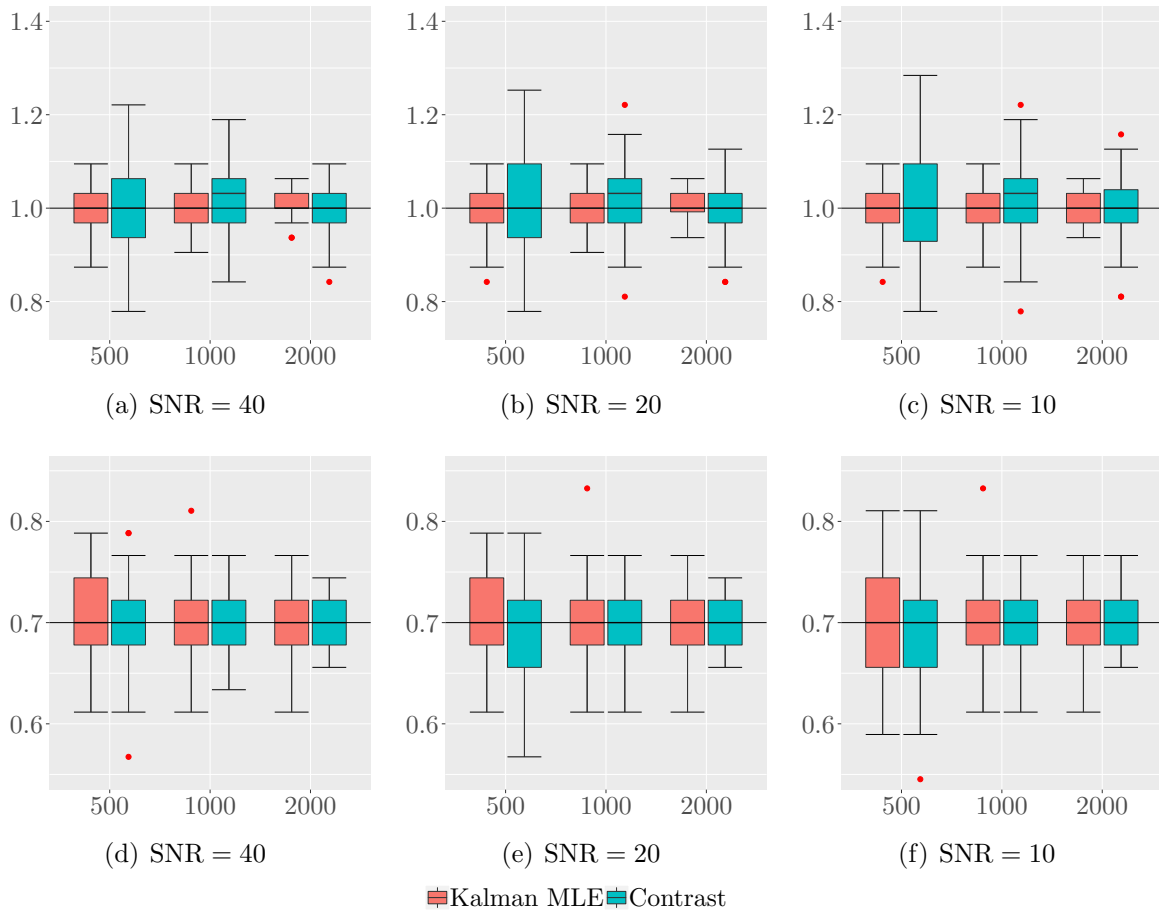 1.4 1.4 1.4
1.2 1.2 1.2
1.0 1.0 1.0
0.8 0.8 0.8
500 1000 2000 500 1000 2000 500 1000 2000
(a) SNR = 40 (b) SNR = 20 (c) SNR = 10
0.8 0.8 0.8
0.7 0.7 0.7
0.6 0.6 0.6
500 1000 2000 500 1000 2000 500 1000 2000
(d) SNR = 40 (e) SNR = 20 (f) SNR = 10
Kalman MLE Contrast